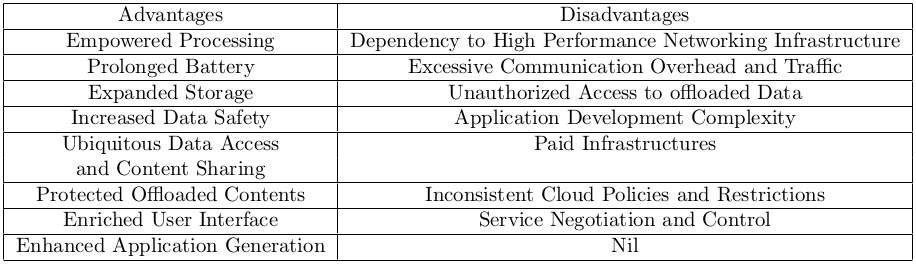 Advantages Disadvantages
Empowered Processing Dependency to High Performance Networking Infrastructure
Prolonged Battery Excessive Communication Overhead and Traffic
Expanded Storage Unauthorized Access to offloaded Data
Increased Data Safety Application Development Complexity
Ubiquitous Data Access Paid Infrastructures
and Content Sharing
Protected Offloaded Contents Inconsistent Cloud Policies and Restrictions
Enriched User Interface Service Negotiation and Control
Enhanced Application Generation Nil